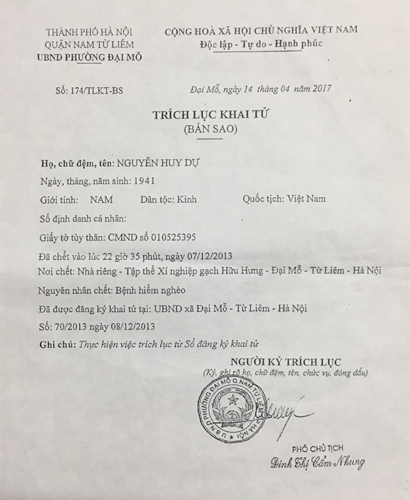 THÀNH PHỐ HÀ NỘI
QUẬN NAM TỪ LIÊM
UBND PHƯỜNG ĐẠI MỖ
CỘNG HOÀ XÃ HỘI CHỦ NGHĨA VIỆT NAM
Độc lập - Tự do - Hạnh phúc
Số: 174/TLKT-BS
Đại Mỗ, ngày 14 tháng 04 năm 2017
TRÍCH LỤC KHAI TỬ
(BẢN SAO)
Họ, chữ đệm, tên: NGUYỄN HUY DỰ
Ngày, tháng, năm sinh: 1941
Giới tính: NAM Dân tộc: Kinh Quốc tịch: Việt Nam
Số định danh cá nhân:
Giấy tờ tùy thân: CMND số 010525395
Đã chết vào lúc 22 giờ 35 phút, ngày 07/12/2013
Nơi chết: Nhà riêng - Tập thể Xí nghiệp gạch Hữu Hưng - Đại Mỗ - Từ Liêm - Hà Nội
Nguyên nhân chết: Bệnh hiểm nghèo
Đã được đăng ký khai tử tại: UBND xã Đại Mỗ - Từ Liêm - Hà Nội
Số: 70/2013 ngày 08/12/2013
Ghi chú: Thực hiện việc trích lục từ Sổ đăng ký khai tử
NGƯỜI KÝ TRÍCH LỤC
(Ký, ghi rõ họ, chữ đệm, tên, chức vụ, đóng dấu)
PHÓ CHỦ TỊCH
Đinh Thị Cẩm Nhung